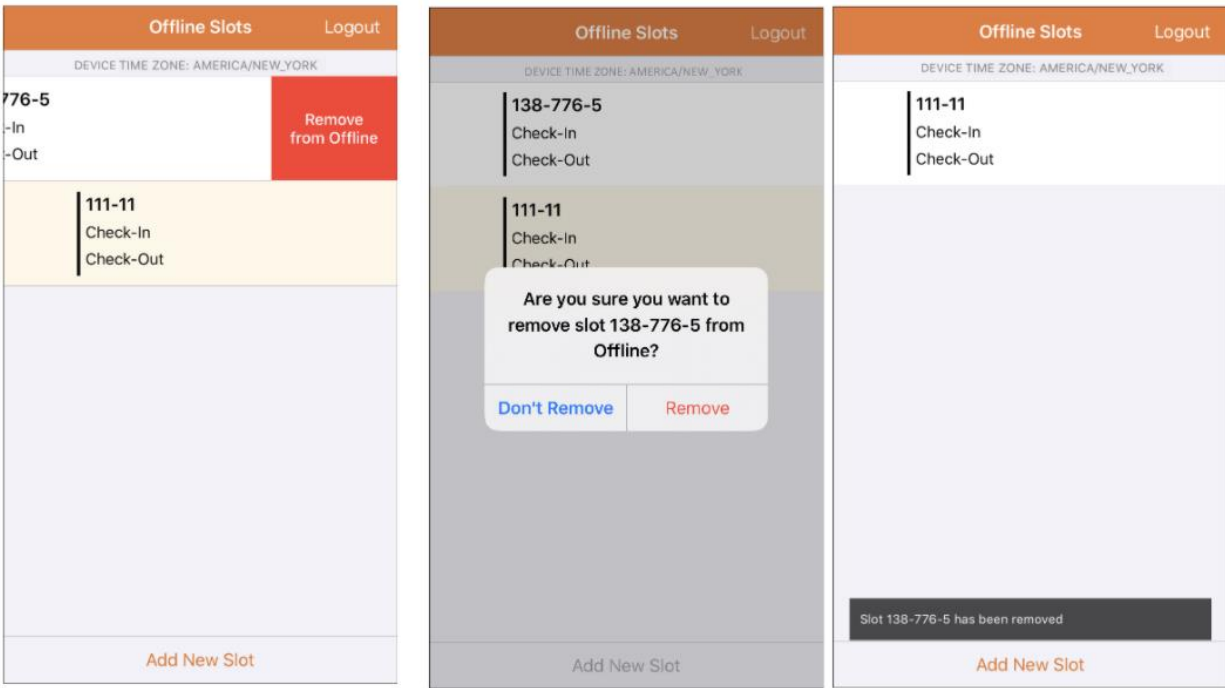 Offline Slots Logout
DEVICE TIME ZONE: AMERICA/NEW_YORK
776-5
-In
-Out
Remove
from Offline
111-11
Check-In
Check-Out
Add New Slot
Offline Slots Logout
DEVICE TIME ZONE: AMERICA/NEW_YORK
138-776-5
Check-In
Check-Out
111-11
Check-In
Check-Out
Are you sure you want to
remove slot 138-776-5 from
Offline?
Don't Remove Remove
Add New Slot
Offline Slots Logout
DEVICE TIME ZONE: AMERICA/NEW_YORK
111-11
Check-In
Check-Out
Slot 138-776-5 has been removed
Add New Slot